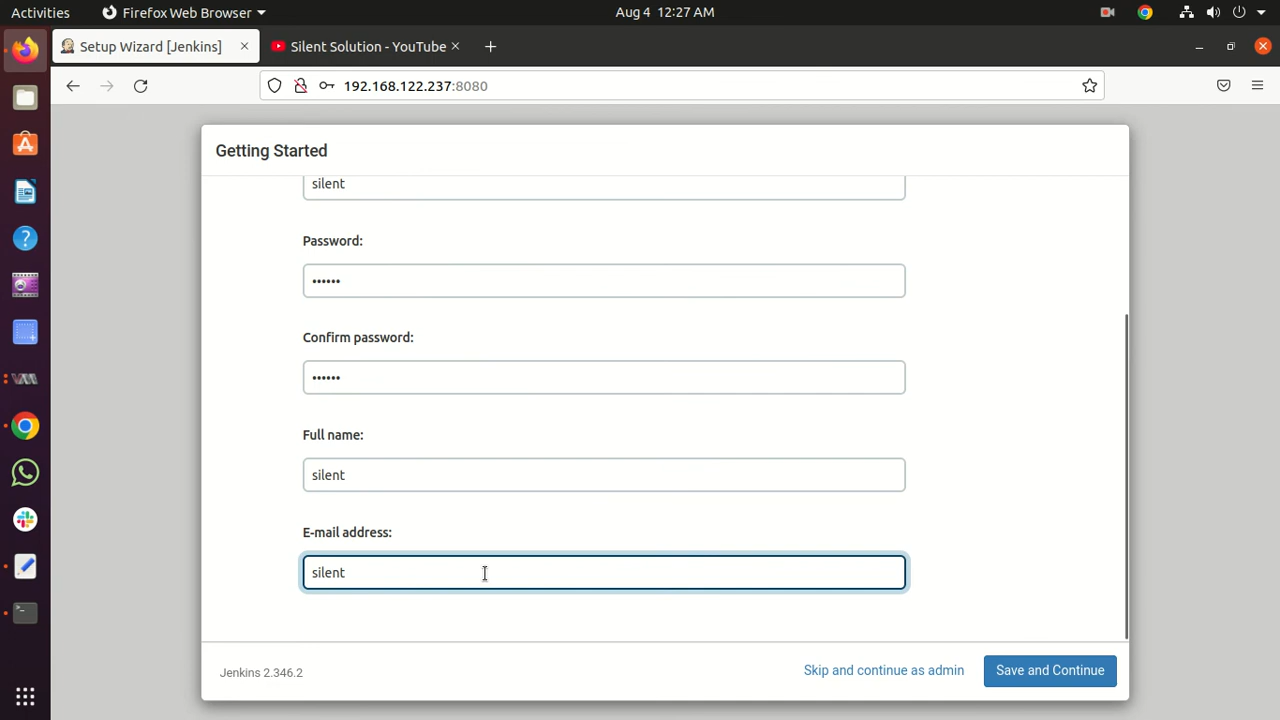 Activities
Firefox Web Browser
Aug 4 12:27 AM
Setup Wizard [Jenkins]
Silent Solution - YouTube
192.168.122.237:8080
Getting Started
silent
Password:
••••••
Confirm password:
••••••
Full name:
silent
E-mail address:
silent
Jenkins 2.346.2
Skip and continue as admin
Save and Continue